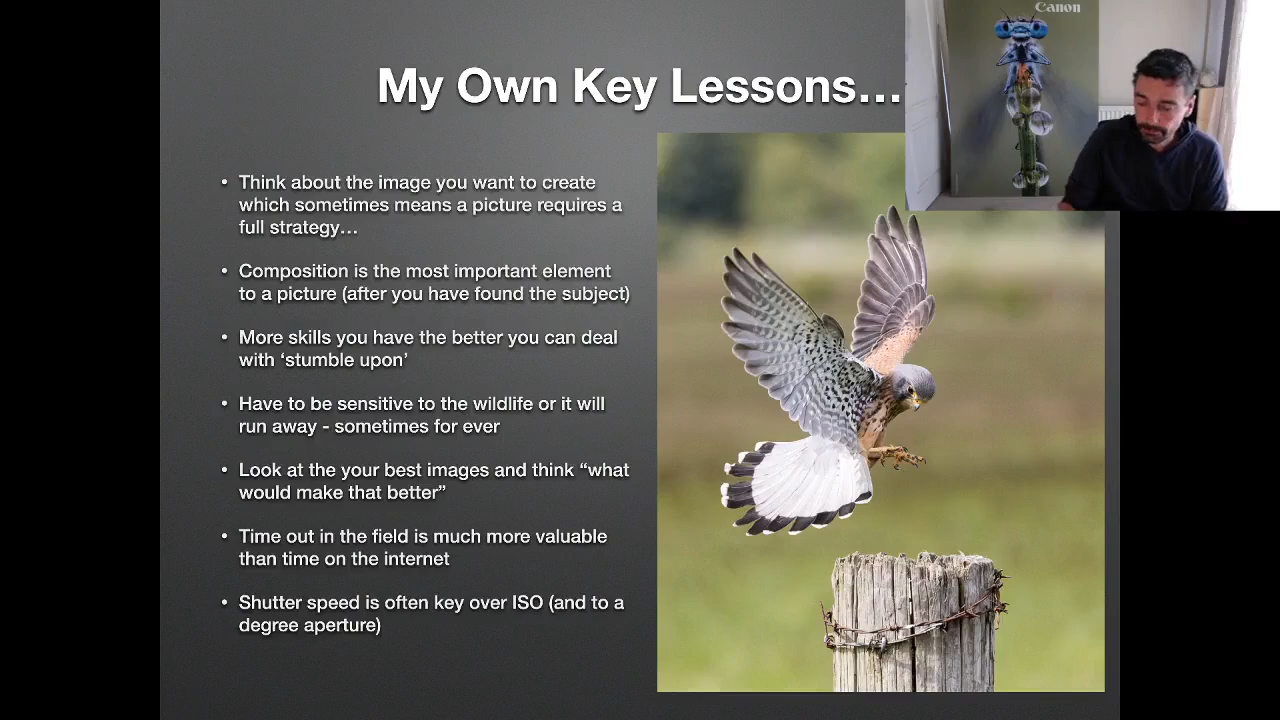 Canon
My Own Key Lessons…
• Think about the image you want to create
which sometimes means a picture requires a
full strategy…
• Composition is the most important element
to a picture (after you have found the subject)
• More skills you have the better you can deal
with ‘stumble upon’
• Have to be sensitive to the wildlife or it will
run away - sometimes for ever
• Look at the your best images and think “what
would make that better”
• Time out in the field is much more valuable
than time on the internet
• Shutter speed is often key over ISO (and to a
degree aperture)